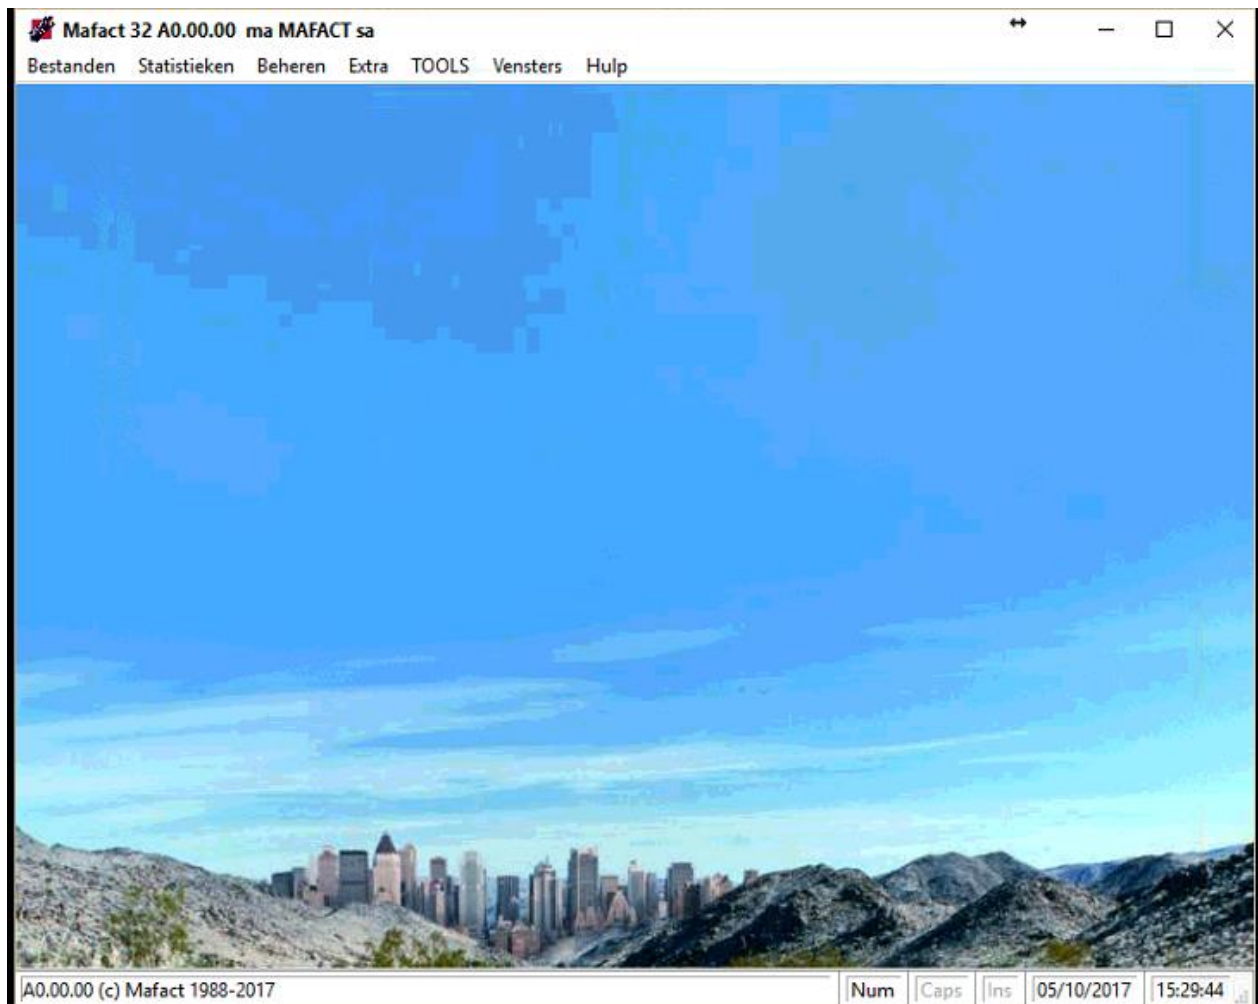 Mafact 32 A0.00.00 ma MAFACT sa
Bestanden Statistieken Beheren Extra TOOLS Vensters Hulp
A0.00.00 (c) Mafact 1988-2017 Num Caps Ins 05/10/2017 15:29:44